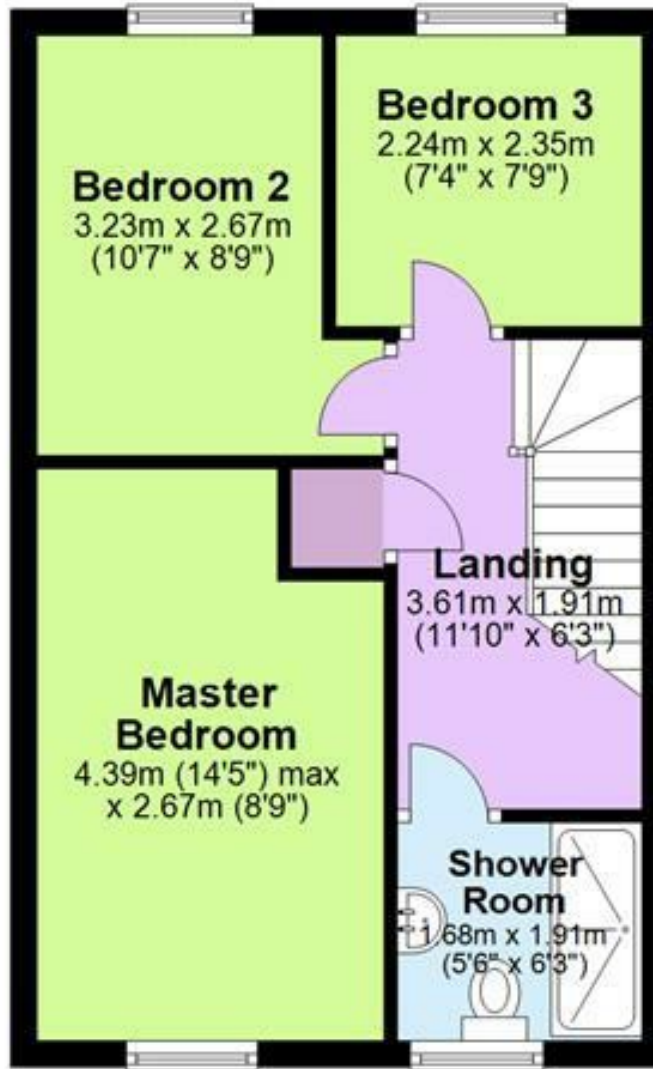 Bedroom 3
2.24m x 2.35m
(7'4" x 7'9")
Bedroom 2
3.23m x 2.67m
(10'7" x 8'9")
Landing
3.61m x 1.91m
(11'10" x 6'3")
Master
Bedroom
4.39m (14'5") max
x 2.67m (8'9")
Shower
Room
1.68m x 1.91m
(5'6" x 6'3")